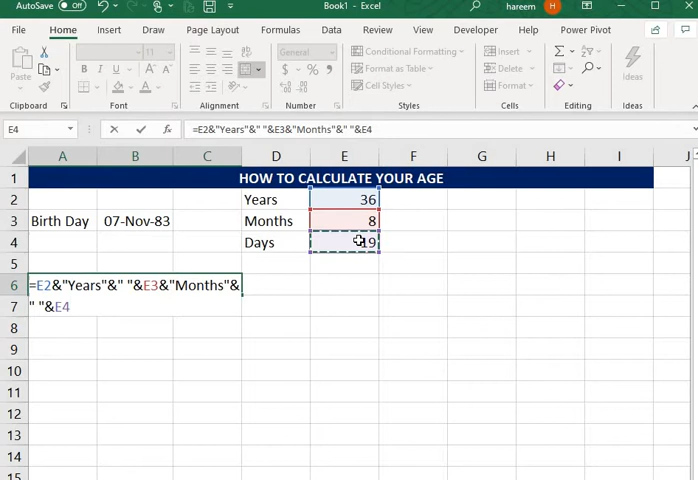 AutoSave Off Book1 - Excel hareem H
File Home Insert Draw Page Layout Formulas Data Review View Developer Help Power Pivot
Paste 11 A A General Conditional Formatting Insert Σ Ideas
B I U A $ % Format as Table Delete
Cell Styles Format
Clipboard Font Alignment Number Styles Cells Editing Ideas
E4 fx =E2&"Years"&" "&E3&"Months"&" "&E4
A B C D E F G H I J
1 HOW TO CALCULATE YOUR AGE
2 Years 36
3 Birth Day 07-Nov-83 Months 8
4 Days 19
5
6 =E2&"Years"&" "&E3&"Months"&
7 " "&E4
8
9
10
11
12
13
14
15